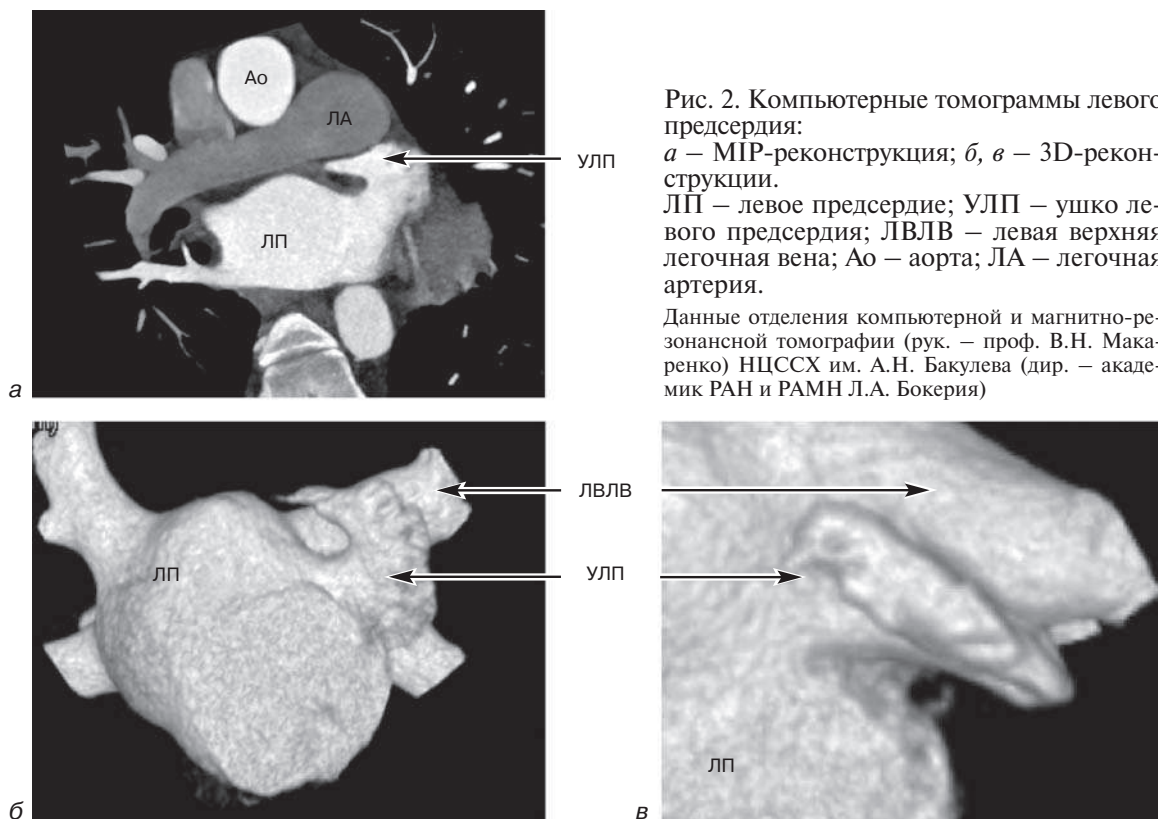 Ао
ЛА
УЛП
ЛП
а
Рис. 2. Компьютерные томограммы левого
предсердия:
а – MIP-реконструкция; б, в – 3D-рекон-
струкции.
ЛП – левое предсердие; УЛП – ушко ле-
вого предсердия; ЛВЛВ – левая верхняя
легочная вена; Ао – аорта; ЛА – легочная
артерия.
Данные отделения компьютерной и магнитно-ре-
зонансной томографии (рук. – проф. В.Н. Мака-
ренко) НЦССХ им. А.Н. Бакулева (дир. – акаде-
мик РАН и РАМН Л.А. Бокерия)
ЛВЛВ
ЛП
УЛП
б
ЛП
в